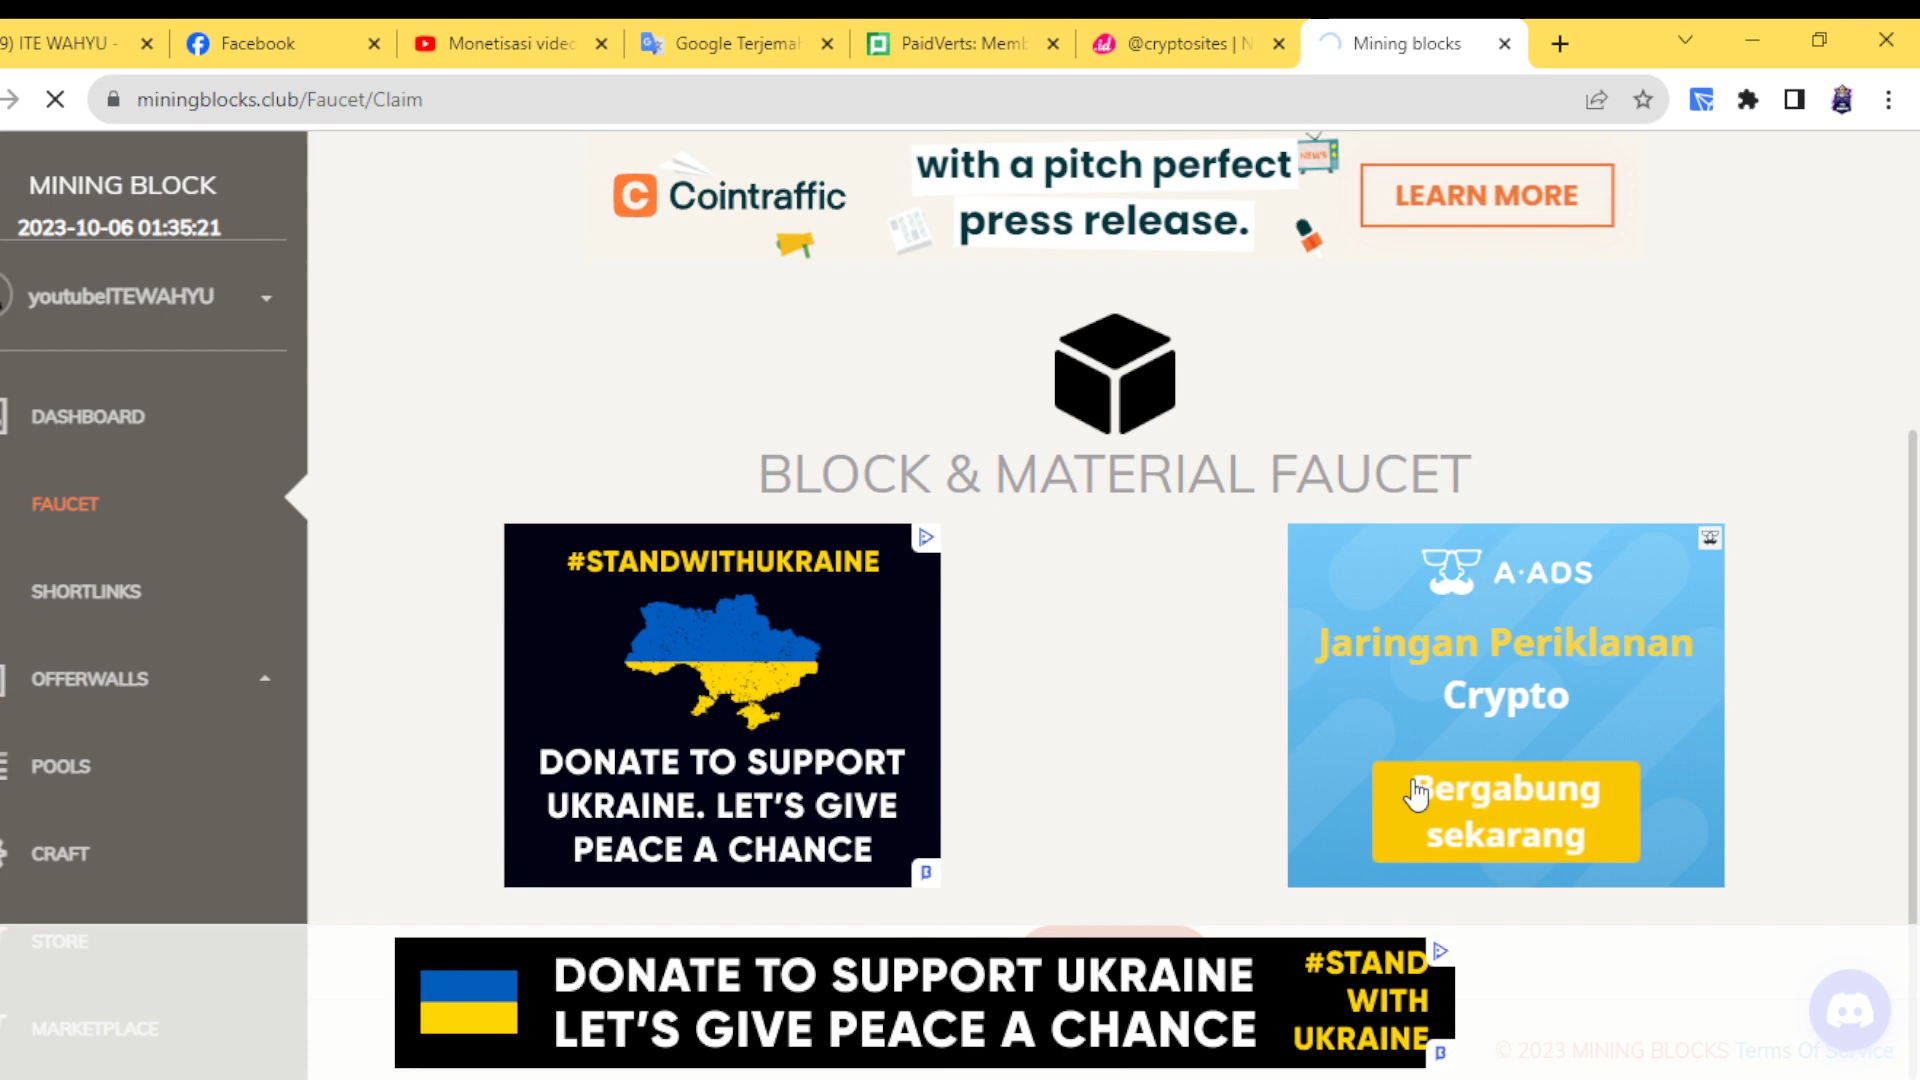 9) ITE WAHYU -
Facebook
Monetisasi videc
Google Terjemah
PaidVerts: Memb
@cryptosites | N
Mining blocks
miningblocks.club/Faucet/Claim
MINING BLOCK
2023-10-06 01:35:21
youtubeITEWAHYU
DASHBOARD
FAUCET
SHORTLINKS
OFFERWALLS
POOLS
CRAFT
STORE
MARKETPLACE
Cointraffic
with a pitch perfect
press release.
NEWS
LEARN MORE
BLOCK & MATERIAL FAUCET
#STANDWITHUKRAINE
DONATE TO SUPPORT
UKRAINE. LET'S GIVE
PEACE A CHANCE
A·ADS
Jaringan Periklanan
Crypto
Bergabung
sekarang
DONATE TO SUPPORT UKRAINE
LET'S GIVE PEACE A CHANCE
#STAND
WITH
UKRAINE
© 2023 MINING BLOCKS Terms Of Service